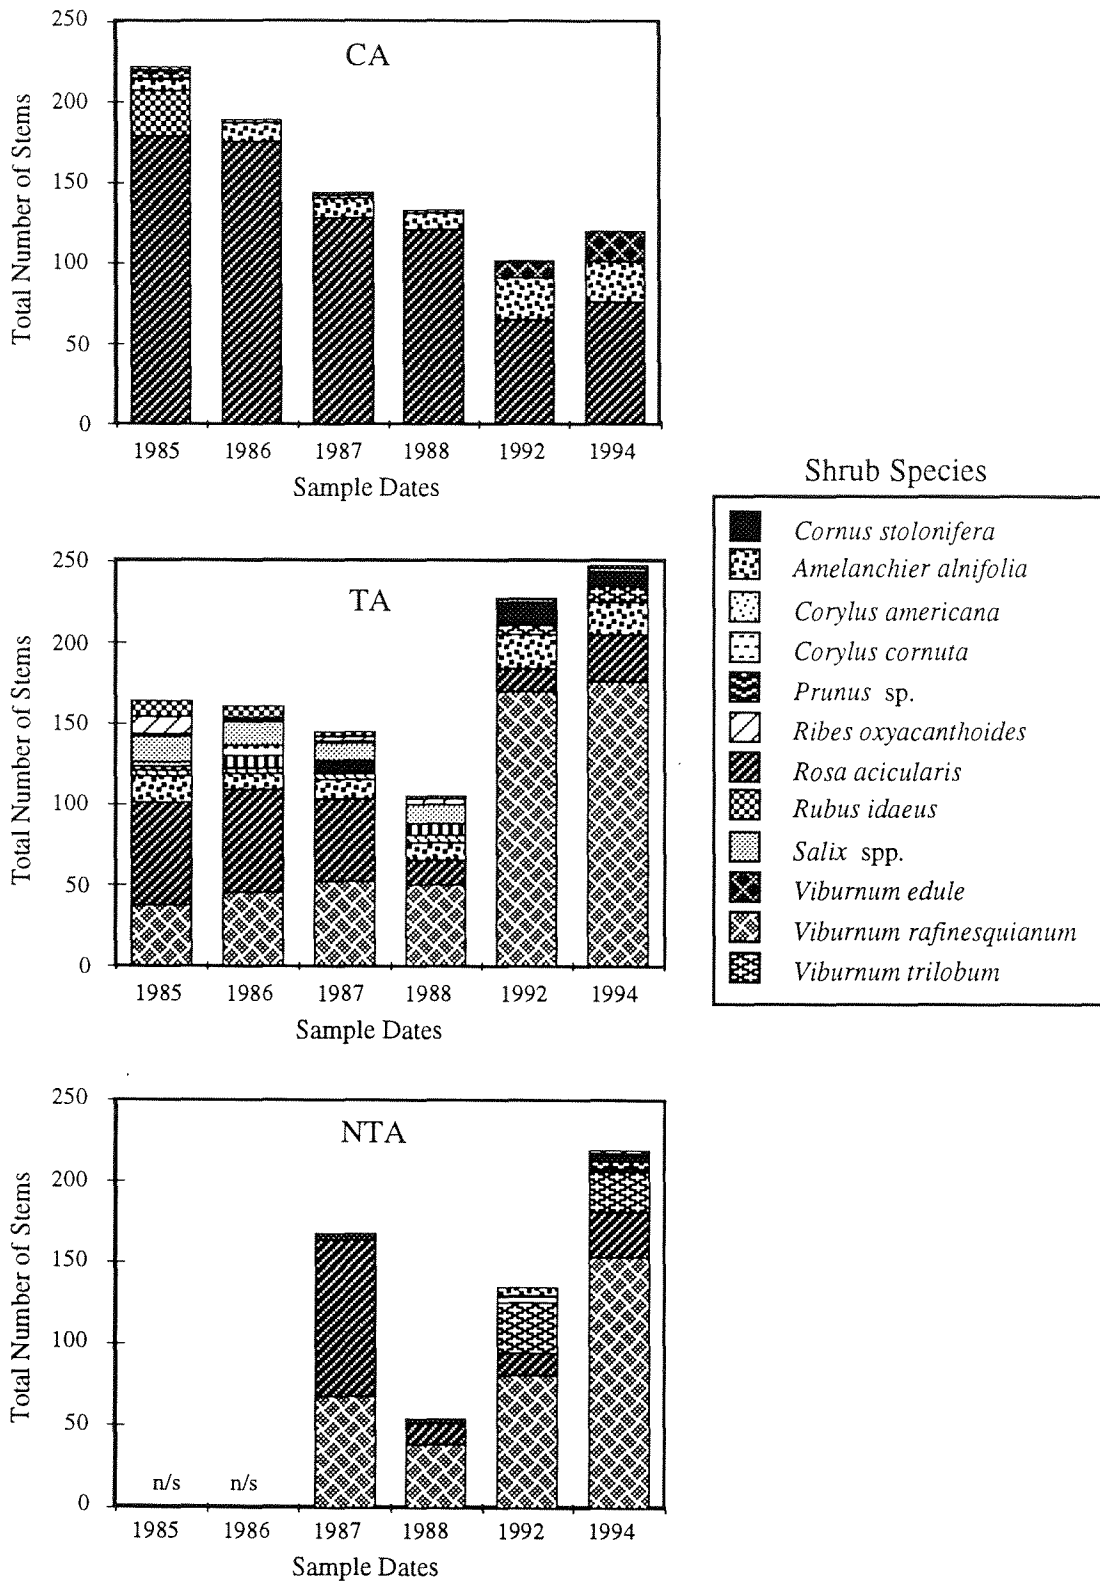 CA
Total Number of Stems
250
200
150
100
50
0
1985 1986 1987 1988 1992 1994
Sample Dates
TA
Total Number of Stems
250
200
150
100
50
0
1985 1986 1987 1988 1992 1994
Sample Dates
Shrub Species
Cornus stolonifera
Amelanchier alnifolia
Corylus americana
Corylus cornuta
Prunus sp.
Ribes oxyacanthoides
Rosa acicularis
Rubus idaeus
Salix spp.
Viburnum edule
Viburnum rafinesquianum
Viburnum trilobum
NTA
Total Number of Stems
250
200
150
100
50
0
n/s n/s
1985 1986 1987 1988 1992 1994
Sample Dates